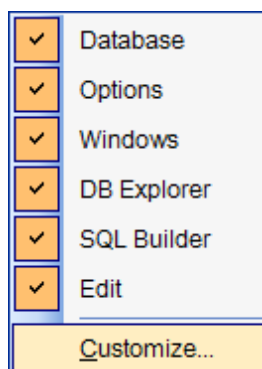 Database
Options
Windows
DB Explorer
SQL Builder
Edit
Customize...